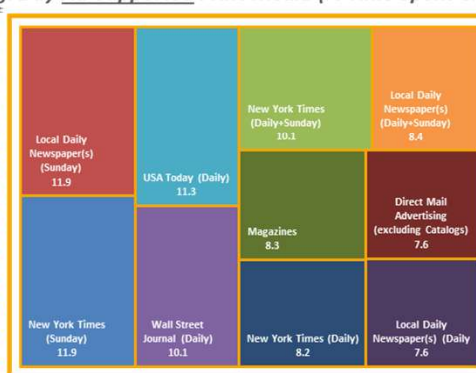 Local Daily
Newspaper(s)
(Sunday)
11.9
USA Today (Daily)
11.3
New York Times
(Daily+Sunday)
10.1
Local Daily
Newspaper(s)
(Daily+Sunday)
8.4
Magazines
8.3
Direct Mail
Advertising
(excluding Catalogs)
7.6
New York Times
(Sunday)
11.9
Wall Street
Journal (Daily)
10.1
New York Times (Daily)
8.2
Local Daily
Newspaper(s) (Daily
7.6